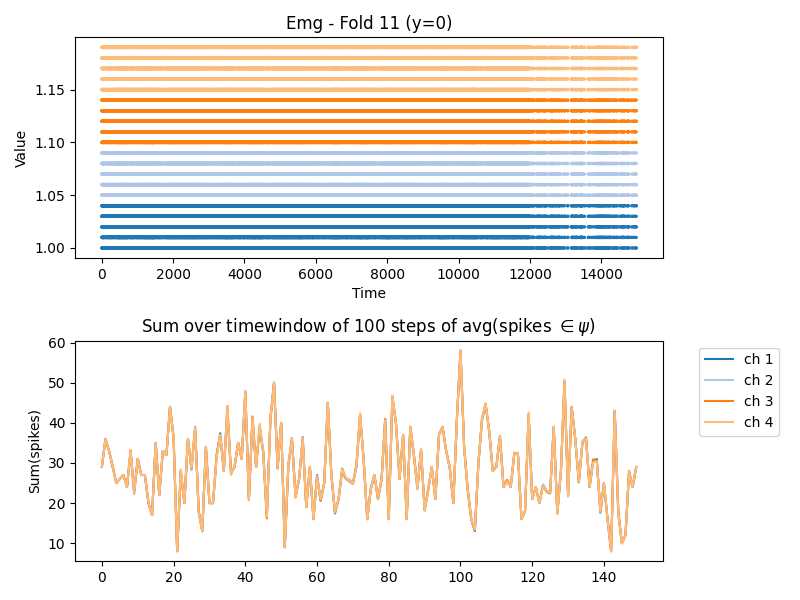 Emg - Fold 11 (y=0)
Value
1.15
1.10
1.05
1.00
0 2000 4000 6000 8000 10000 12000 14000
Time
Sum over timewindow of 100 steps of avg(spikes ∈ψ)
Sum(spikes)
60
50
40
30
20
10
0 20 40 60 80 100 120 140
ch 1
ch 2
ch 3
ch 4